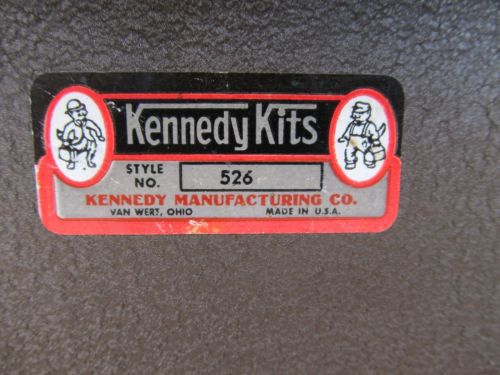 Kennedy Kits
STYLE NO. 526
KENNEDY MANUFACTURING CO.
VAN WERT, OHIO MADE IN U.S.A.